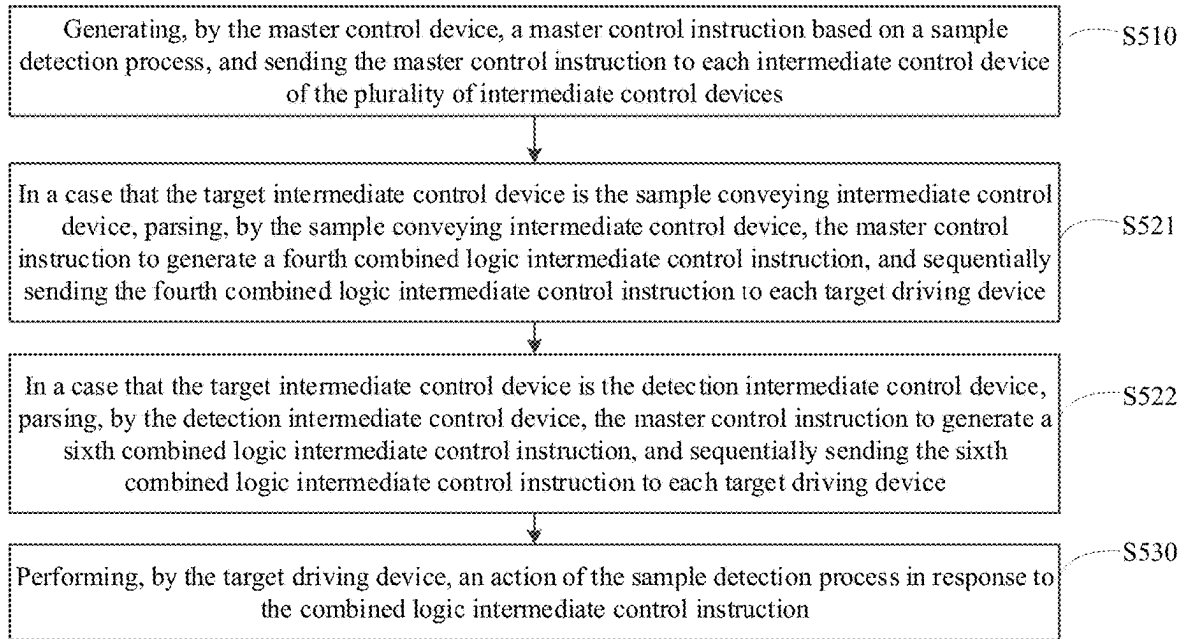 Generating, by the master control device, a master control instruction based on a sample
detection process, and sending the master control instruction to each intermediate control device
of the plurality of intermediate control devices
S510
In a case that the target intermediate control device is the sample conveying intermediate control
device, parsing, by the sample conveying intermediate control device, the master control
instruction to generate a fourth combined logic intermediate control instruction, and sequentially
sending the fourth combined logic intermediate control instruction to each target driving device
S521
In a case that the target intermediate control device is the detection intermediate control device,
parsing, by the detection intermediate control device, the master control instruction to generate a
sixth combined logic intermediate control instruction, and sequentially sending the sixth
combined logic intermediate control instruction to each target driving device
S522
Performing, by the target driving device, an action of the sample detection process in response to
the combined logic intermediate control instruction
S530